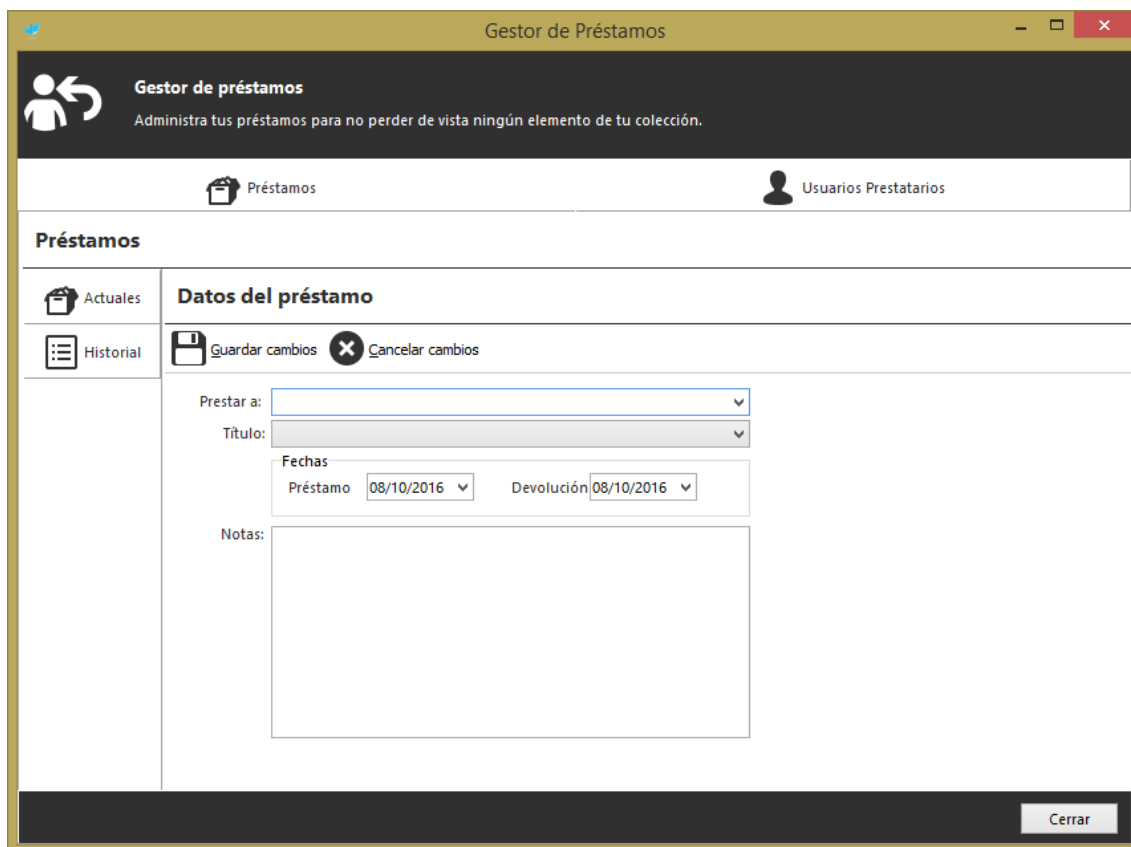 Gestor de Préstamos
Gestor de préstamos
Administra tus préstamos para no perder de vista ningún elemento de tu colección.
Préstamos Usuarios Prestatarios
Préstamos
Actuales
Historial
Datos del préstamo
Guardar cambios Cancelar cambios
Prestar a:
Título:
Fechas
Préstamo 08/10/2016 Devolución 08/10/2016
Notas:
Cerrar